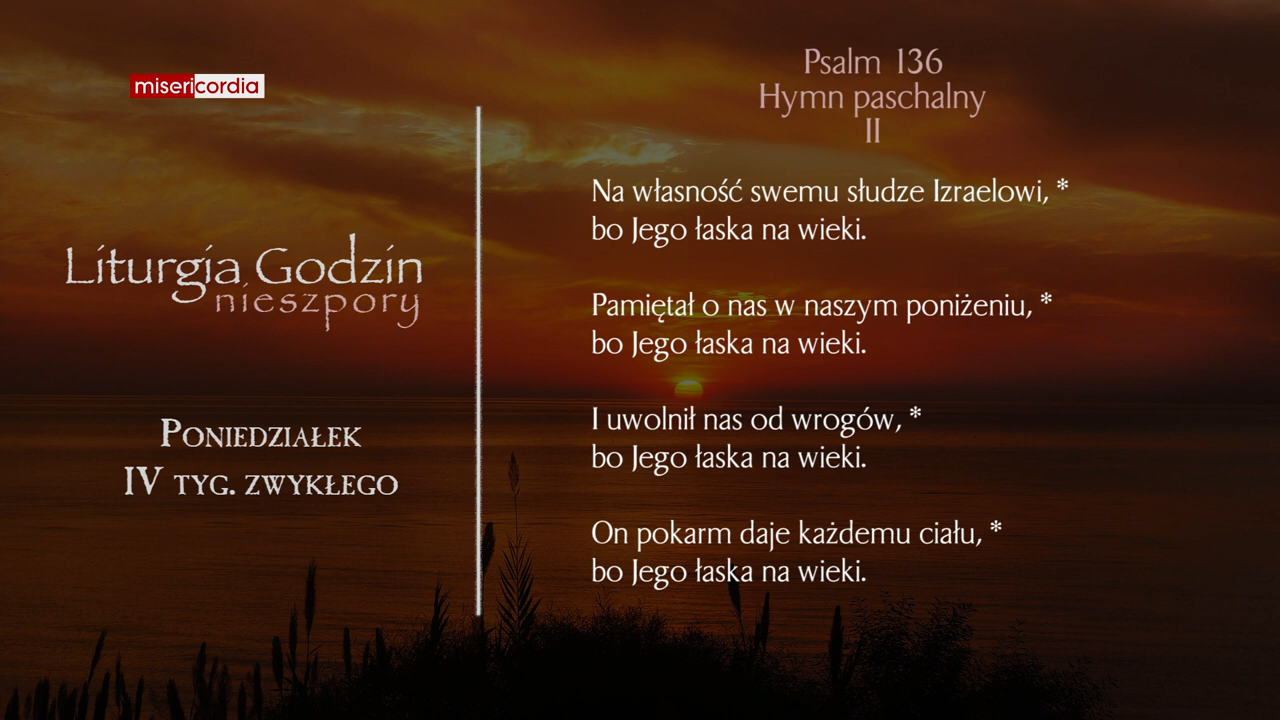 misericordia
Liturgia Godzin
nieszpory
Poniedziałek
IV tyg. zwykłego
Psalm 136
Hymn paschalny
II
Na własność swemu słudze Izraelowi, *
bo Jego łaska na wieki.
Pamiętał o nas w naszym poniżeniu, *
bo Jego łaska na wieki.
I uwolnił nas od wrogów, *
bo Jego łaska na wieki.
On pokarm daje każdemu ciału, *
bo Jego łaska na wieki.